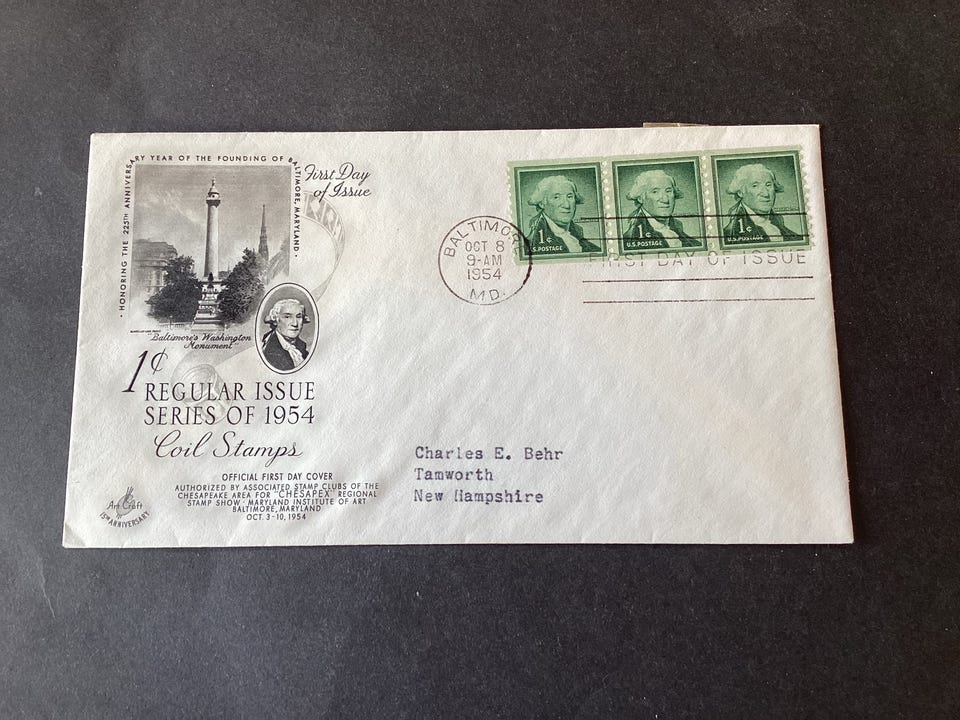 · HONORING THE 225TH ANNIVERSARY YEAR OF THE FOUNDING OF BALTIMORE, MARYLAND ·
First Day
of Issue
"Baltimore's Washington
Monument"
1¢
REGULAR ISSUE
SERIES OF 1954
Coil Stamps
OFFICIAL FIRST DAY COVER
AUTHORIZED BY ASSOCIATED STAMP CLUBS OF THE
CHESAPEAKE AREA FOR "CHESAPEX" REGIONAL
STAMP SHOW · MARYLAND INSTITUTE OF ART
BALTIMORE, MARYLAND
OCT. 3-10, 1954
Art Craft
15TH ANNIVERSARY
BALTIMORE
OCT 8
9-AM
1954
MD.
1¢
U.S. POSTAGE
1¢
U.S. POSTAGE
1¢
U.S. POSTAGE
FIRST DAY OF ISSUE
Charles E. Behr
Tamworth
New Hampshire